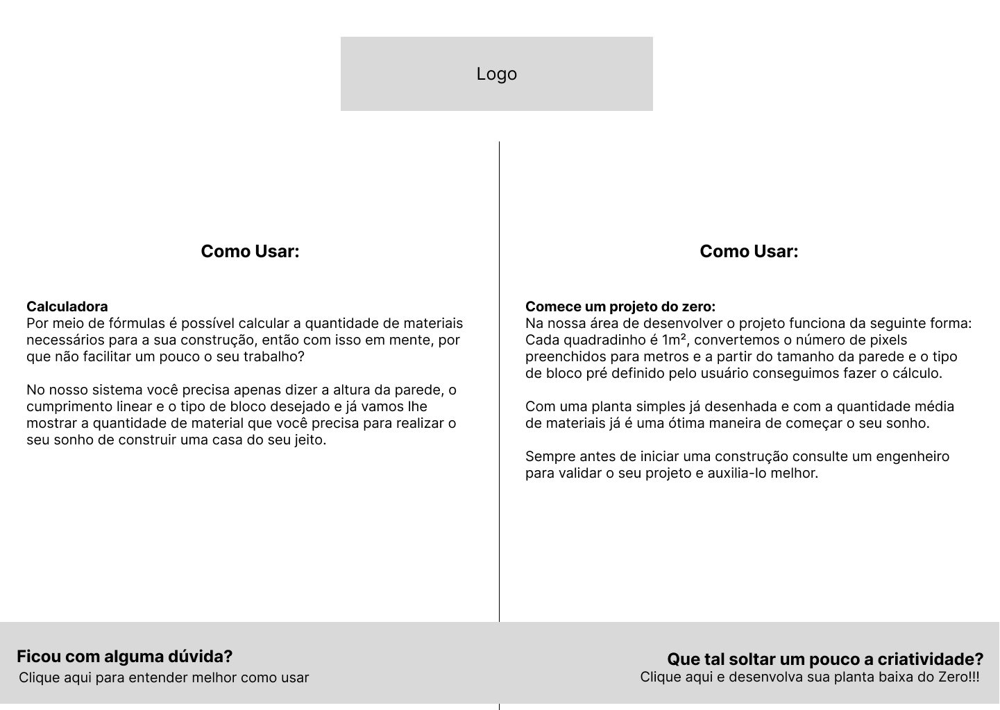 Logo
Como Usar:
Calculadora
Por meio de fórmulas é possível calcular a quantidade de materiais
necessários para a sua construção, então com isso em mente, por
que não facilitar um pouco o seu trabalho?
No nosso sistema você precisa apenas dizer a altura da parede, o
cumprimento linear e o tipo de bloco desejado e já vamos lhe
mostrar a quantidade de material que você precisa para realizar o
seu sonho de construir uma casa do seu jeito.
Como Usar:
Comece um projeto do zero:
Na nossa área de desenvolver o projeto funciona da seguinte forma:
Cada quadradinho é 1m², convertemos o número de pixels
preenchidos para metros e a partir do tamanho da parede e o tipo
de bloco pré definido pelo usuário conseguimos fazer o cálculo.
Com uma planta simples já desenhada e com a quantidade média
de materiais já é uma ótima maneira de começar o seu sonho.
Sempre antes de iniciar uma construção consulte um engenheiro
para validar o seu projeto e auxilia-lo melhor.
Ficou com alguma dúvida?
Clique aqui para entender melhor como usar
Que tal soltar um pouco a criatividade?
Clique aqui e desenvolva sua planta baixa do Zero!!!